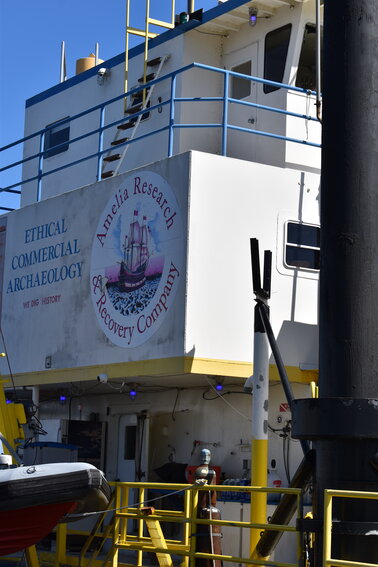 ETHICAL
COMMERCIAL
ARCHAEOLOGY
WE DIG HISTORY
Amelia Research
& Recovery Company